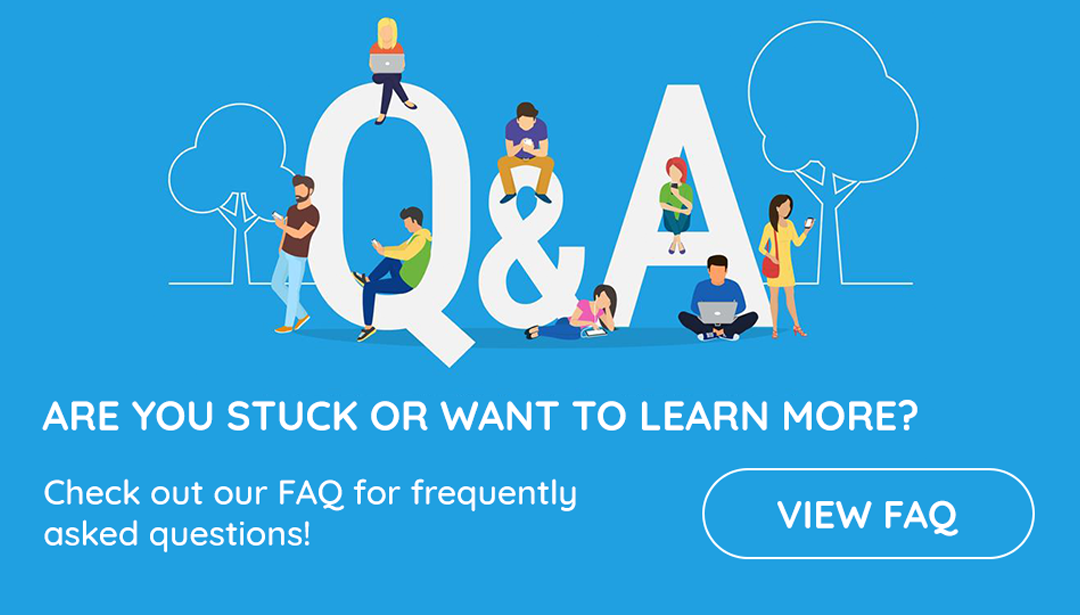 Q&A
ARE YOU STUCK OR WANT TO LEARN MORE?
Check out our FAQ for frequently
asked questions!
VIEW FAQ